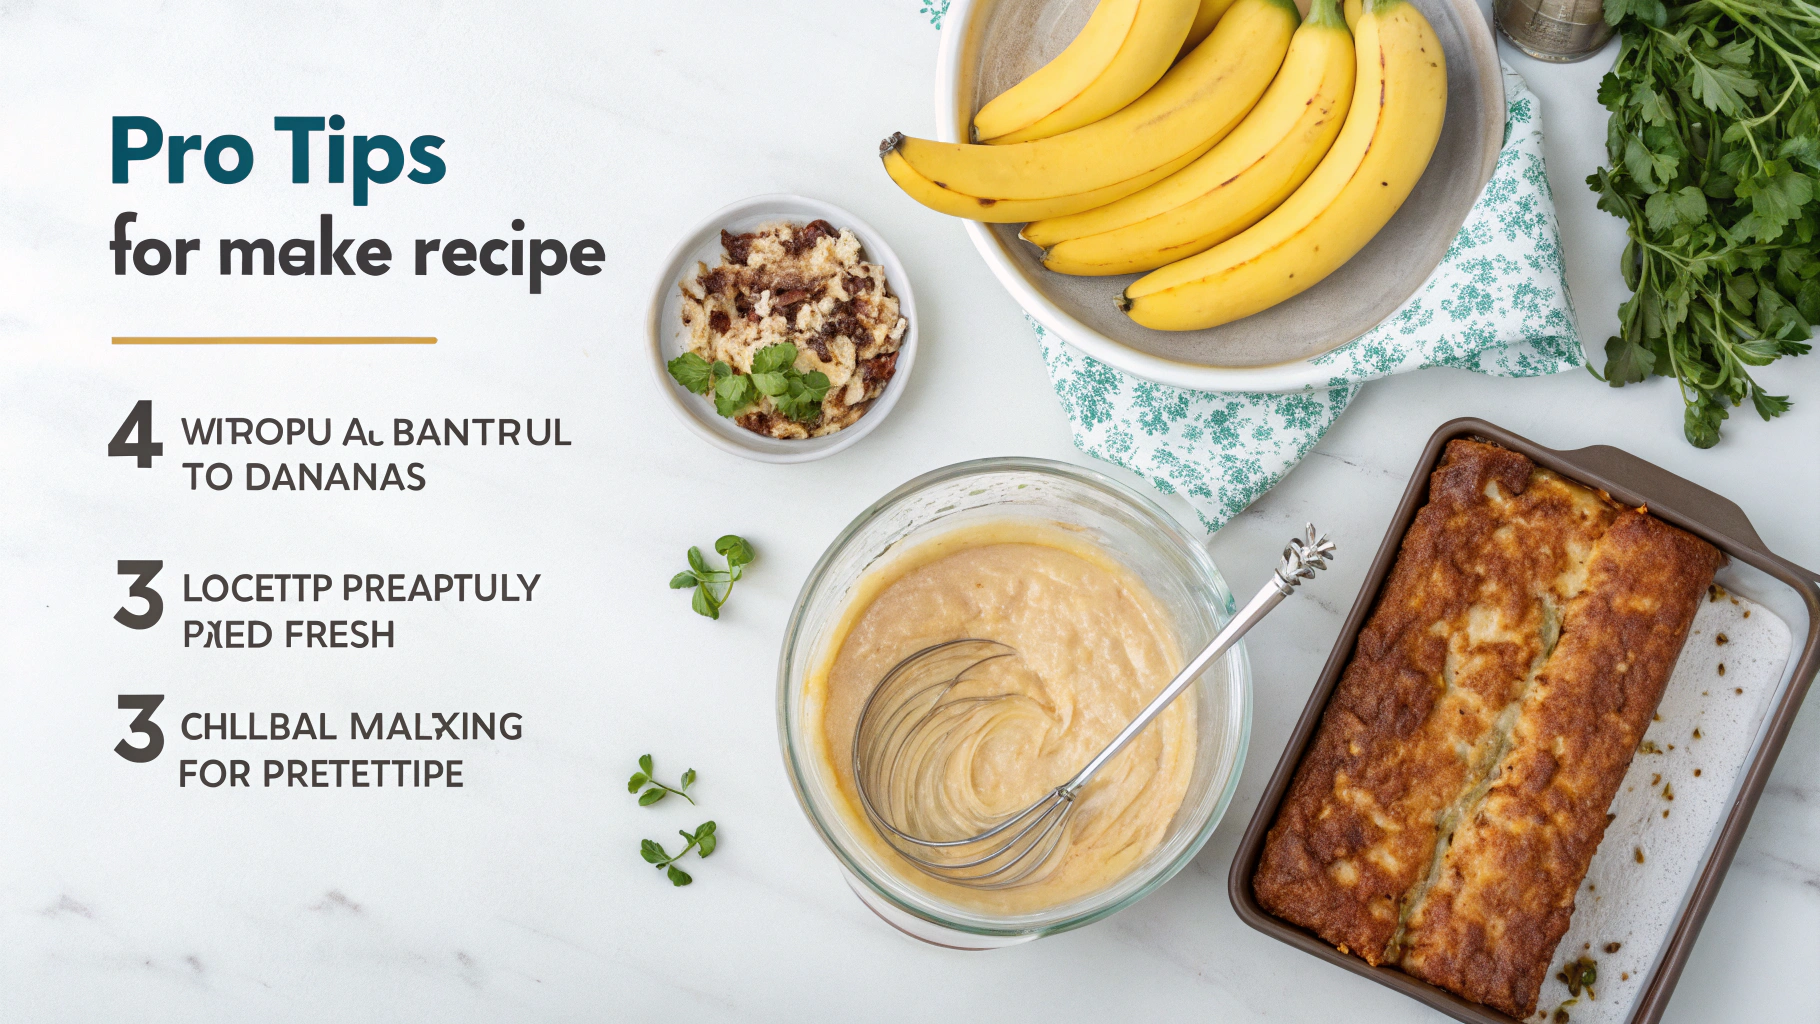 Pro Tips
for make recipe
4 WITROPU AL BANTRUL
TO DANANAS
3 LOCETTP PREAPTULY
PXED FRESH
3 CHLLBAL MALXING
FOR PRETETTIPE